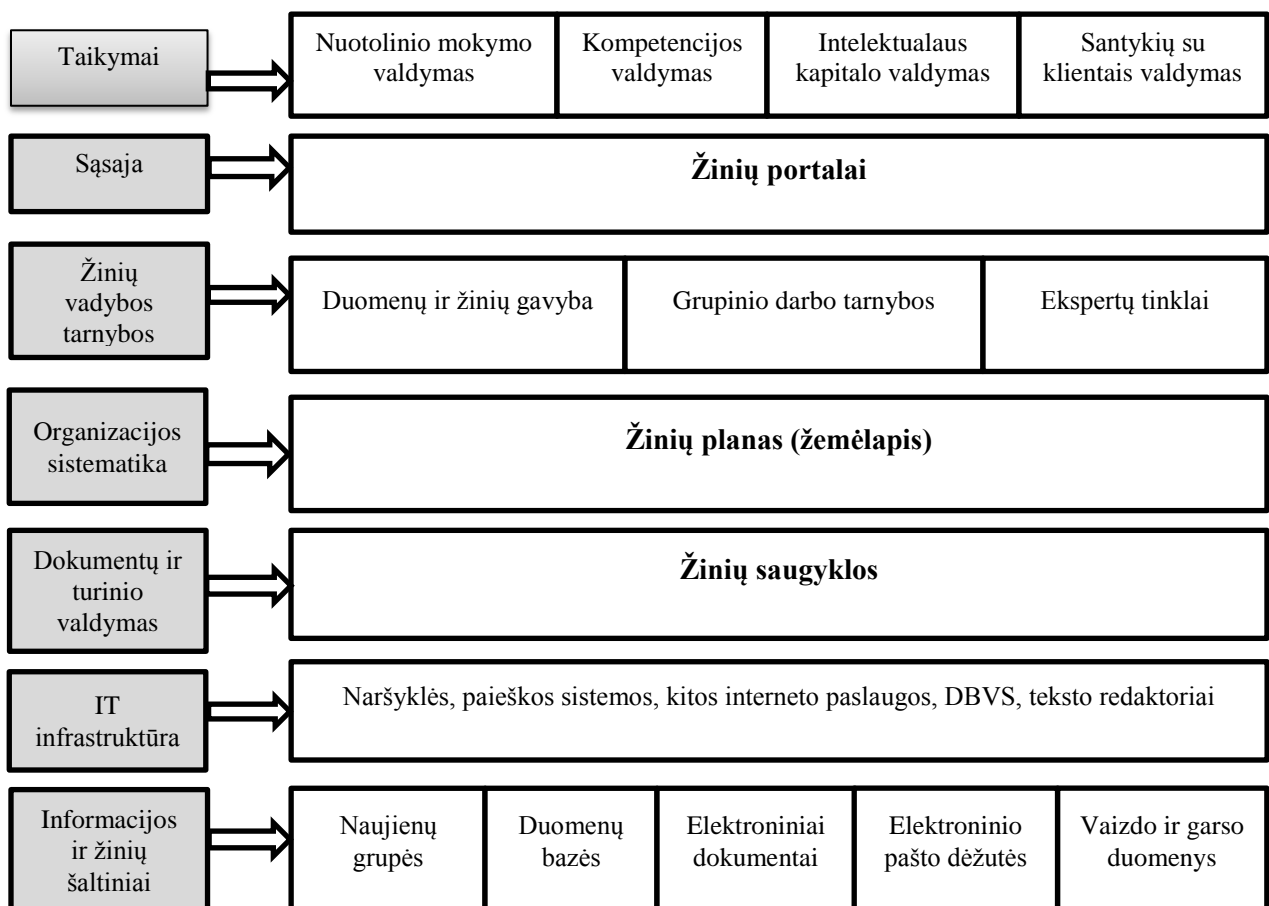 Taikymai
Nuotolinio mokymo
valdymas
Kompetencijos
valdymas
Intelektualaus
kapitalo valdymas
Santykių su
klientais valdymas
Sąsaja
Žinių portalai
Žinių
vadybos
tarnybos
Duomenų ir žinių gavyba
Grupinio darbo tarnybos
Ekspertų tinklai
Organizacijos
sistematika
Žinių planas (žemėlapis)
Dokumentų ir
turinio
valdymas
Žinių saugyklos
IT
infrastruktūra
Naršyklės, paieškos sistemos, kitos interneto paslaugos, DBVS, teksto redaktoriai
Informacijos
ir žinių
šaltiniai
Naujienų
grupės
Duomenų
bazės
Elektroniniai
dokumentai
Elektroninio
pašto dėžutės
Vaizdo ir garso
duomenys